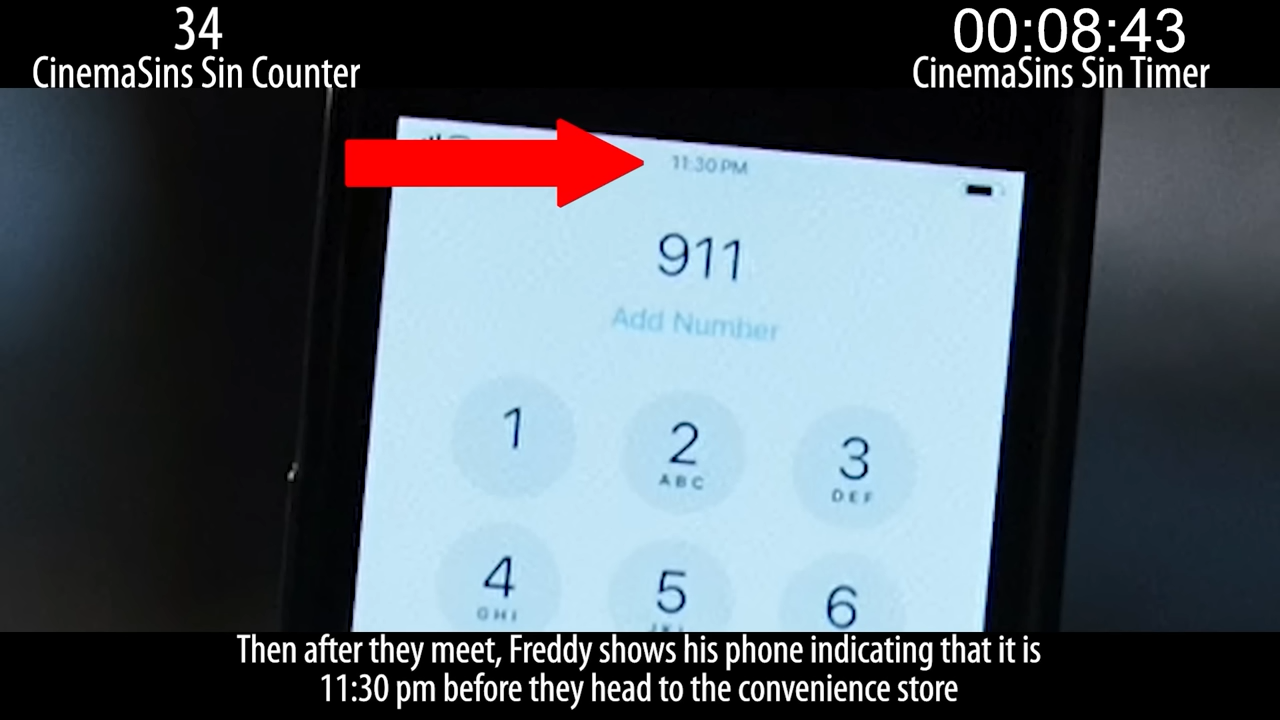 34
CinemaSins Sin Counter
00:08:43
CinemaSins Sin Timer
11:30 PM
911
Add Number
1
2
ABC
3
DEF
4
GHI
5
JKL
6
Then after they meet, Freddy shows his phone indicating that it is
11:30 pm before they head to the convenience store